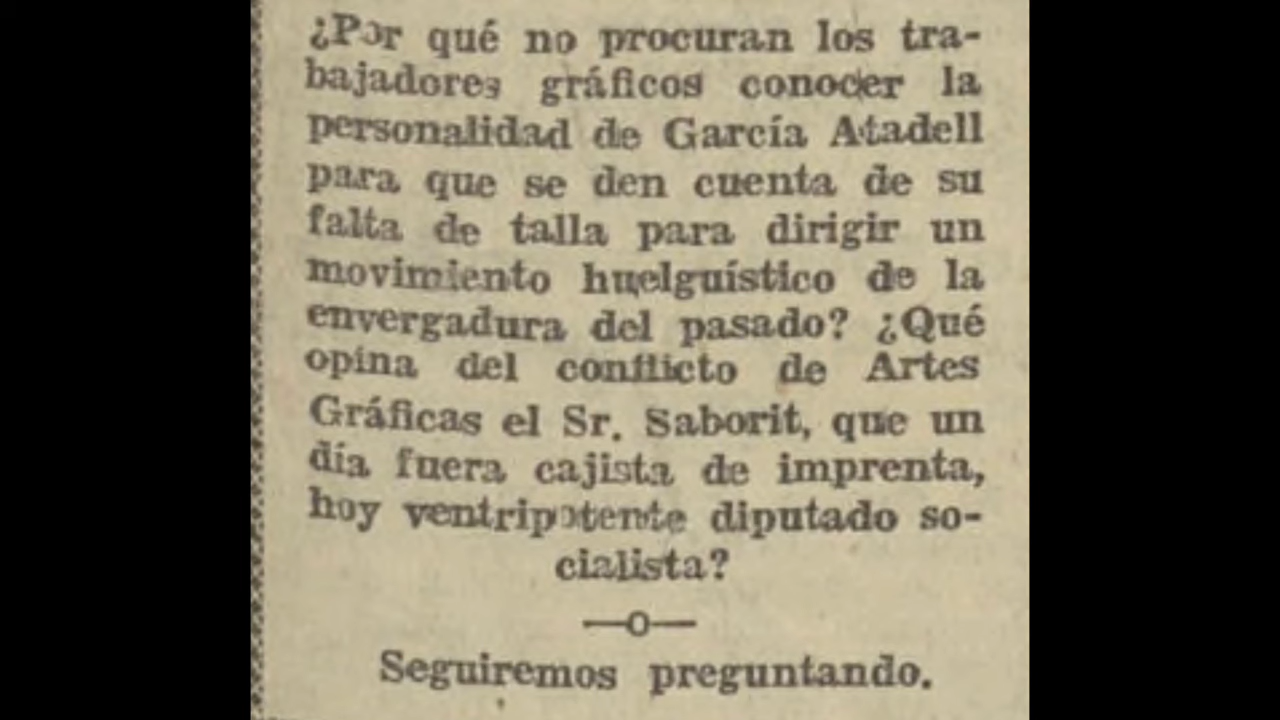 ¿Por qué no procuran los tra-
bajadores gráficos conocer la
personalidad de García Atadell
para que se den cuenta de su
falta de talla para dirigir un
movimiento huelguístico de la
envergadura del pasado? ¿Qué
opina del conflicto de Artes
Gráficas el Sr. Saborit, que un
día fuera cajista de imprenta,
hoy ventripotente diputado so-
cialista?
—o—
Seguiremos preguntando.